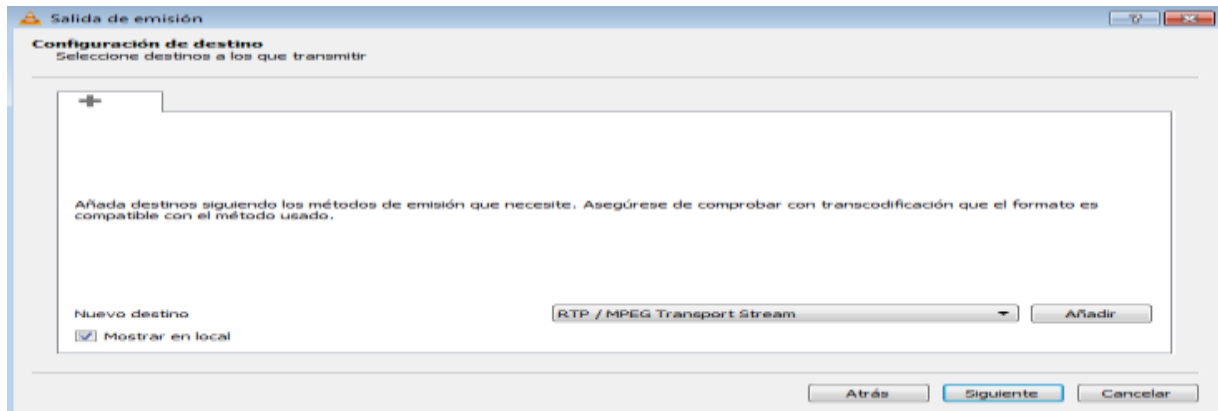 Salida de emisión
Configuración de destino
Seleccione destinos a los que transmitir
Añada destinos siguiendo los métodos de emisión que necesite. Asegúrese de comprobar con transcodificación que el formato es
compatible con el método usado.
Nuevo destino RTP / MPEG Transport Stream Añadir
Mostrar en local
Atrás Siguiente Cancelar